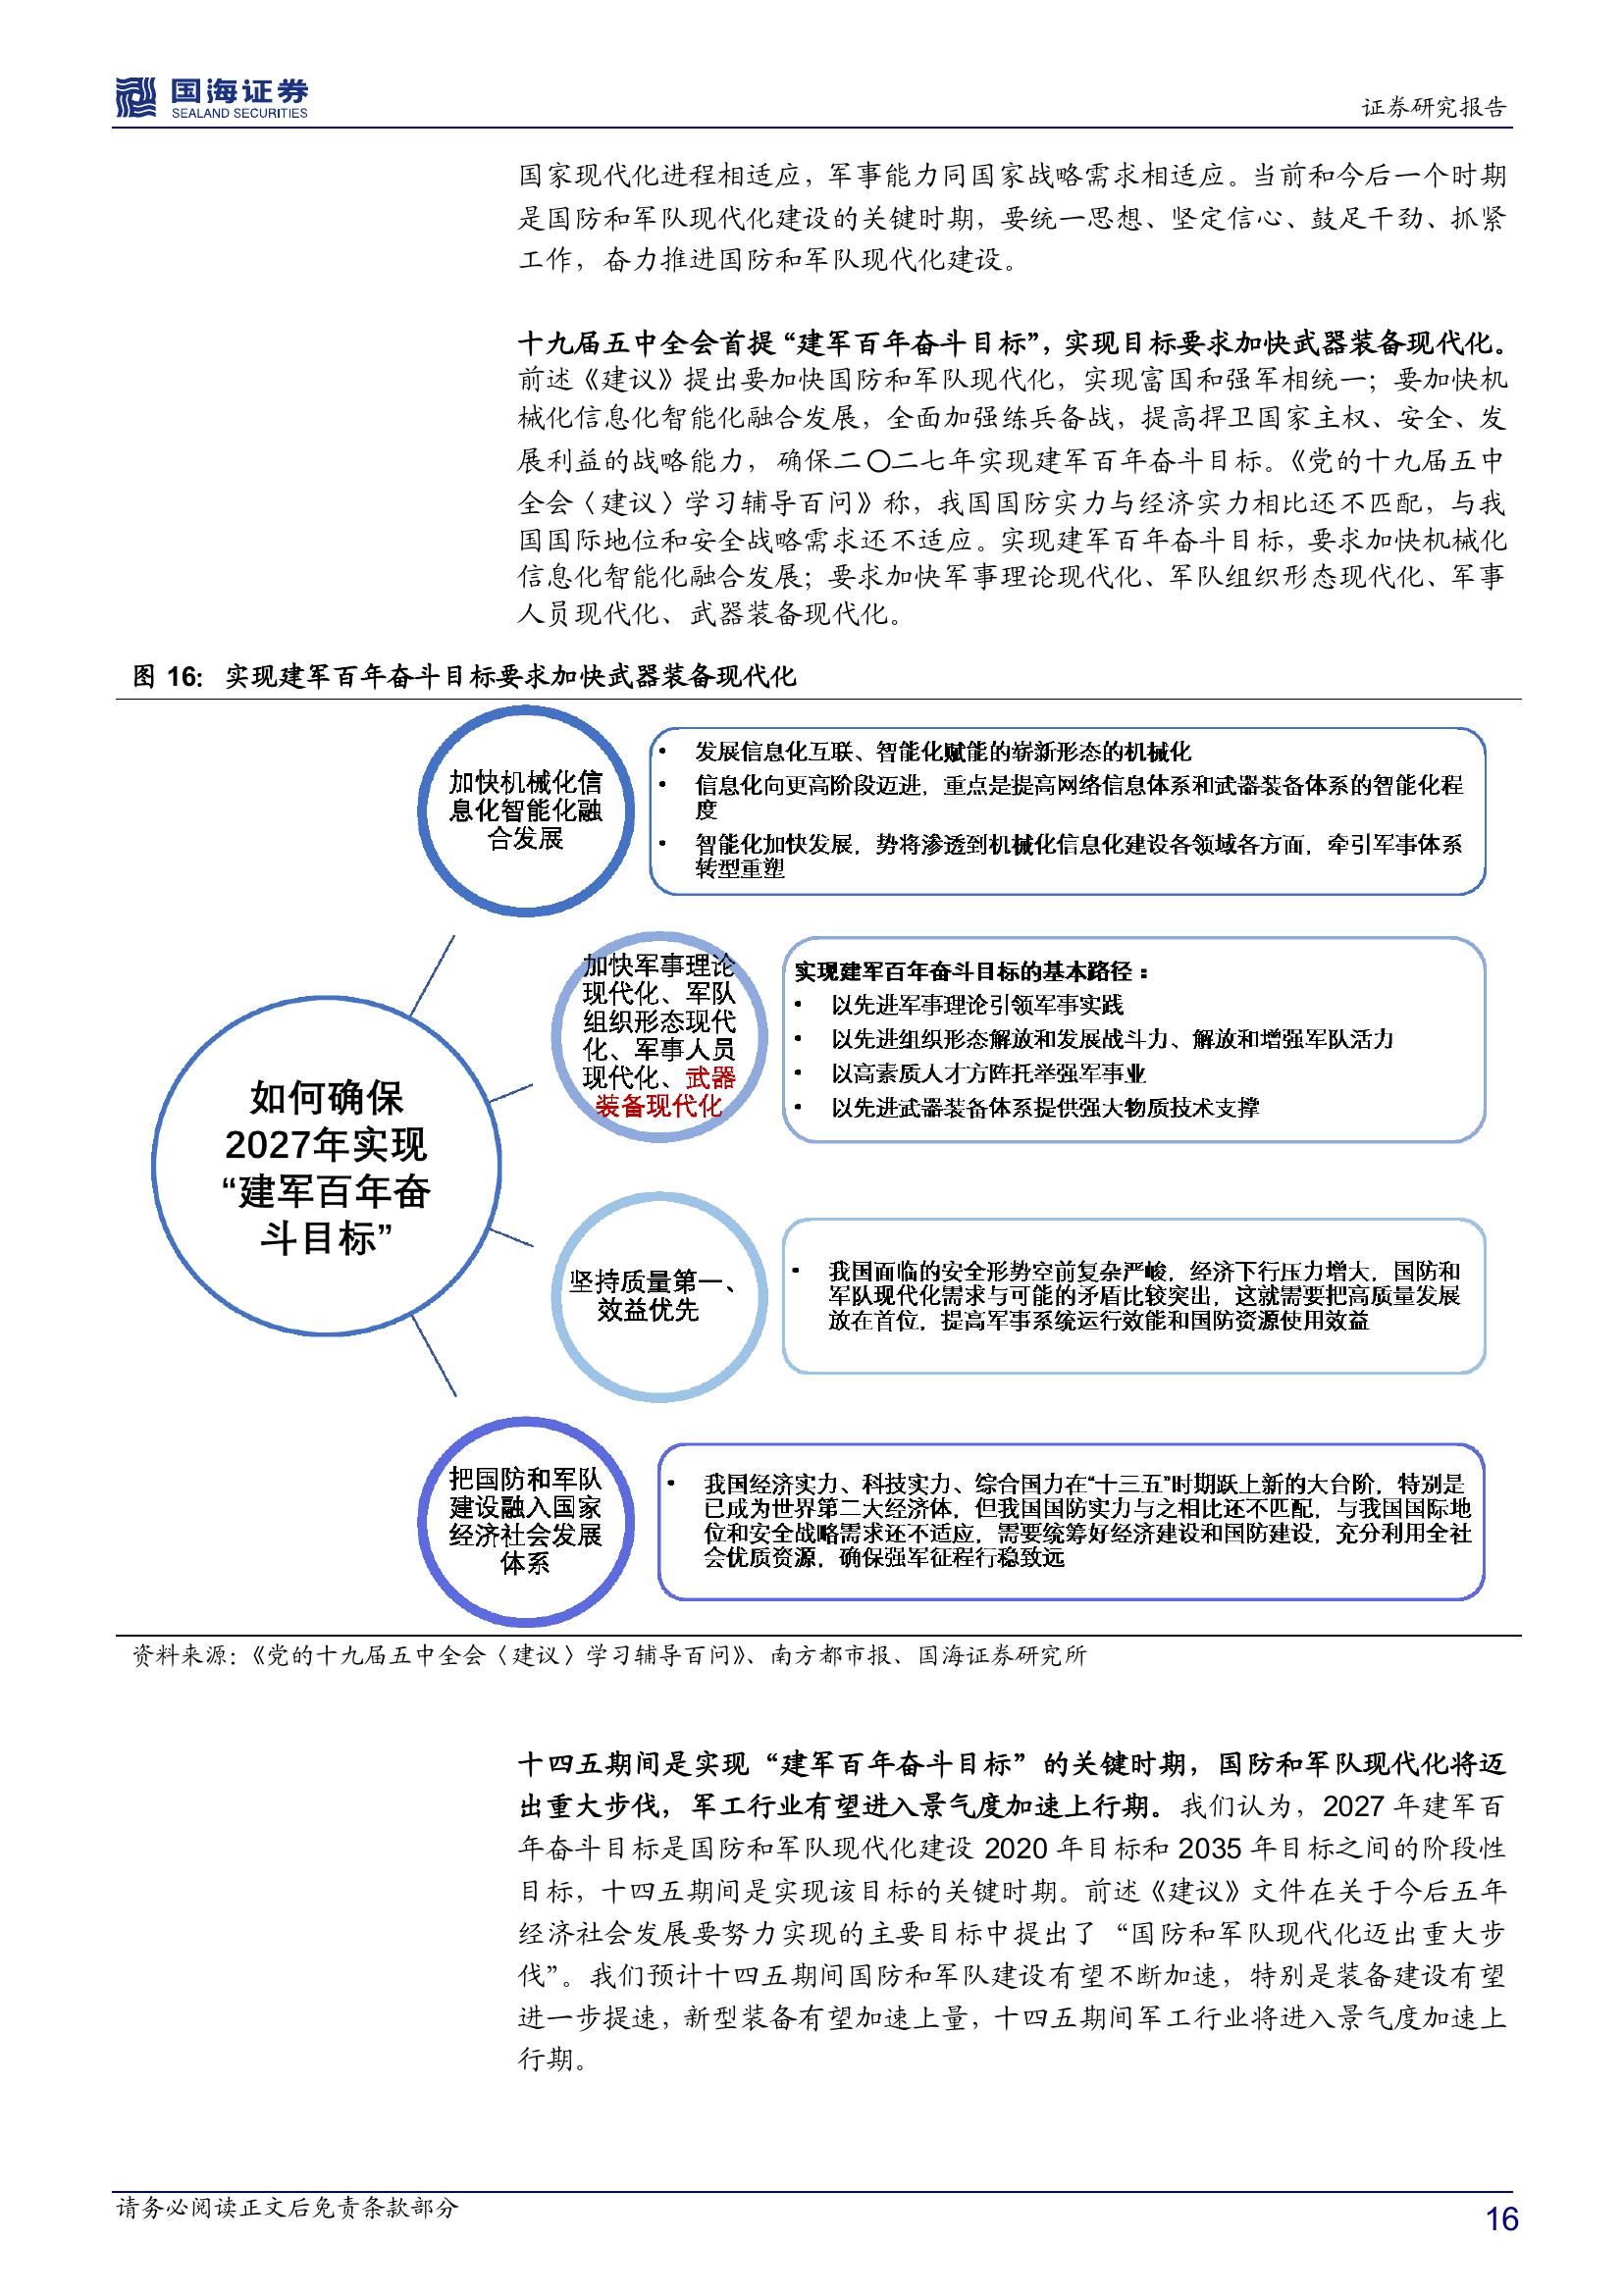 国海证券
SEALAND SECURITIES
证券研究报告
国家现代化进程相适应，军事能力同国家战略需求相适应。当前和今后一个时期
是国防和军队现代化建设的关键时期，要统一思想、坚定信心、鼓足干劲、抓紧
工作，奋力推进国防和军队现代化建设。
十九届五中全会首提“建军百年奋斗目标”，实现目标要求加快武器装备现代化。
前述《建议》提出要加快国防和军队现代化，实现富国和强军相统一；要加快机
械化信息化智能化融合发展，全面加强练兵备战，提高捍卫国家主权、安全、发
展利益的战略能力，确保二〇二七年实现建军百年奋斗目标。《党的十九届五中
全会〈建议〉学习辅导百问》称，我国国防实力与经济实力相比还不匹配，与我
国国际地位和安全战略需求还不适应。实现建军百年奋斗目标，要求加快机械化
信息化智能化融合发展；要求加快军事理论现代化、军队组织形态现代化、军事
人员现代化、武器装备现代化。
图 16： 实现建军百年奋斗目标要求加快武器装备现代化
加快机械化信
息化智能化融
合发展
• 发展信息化互联、智能化赋能的崭新形态的机械化
• 信息化向更高阶段迈进，重点是提高网络信息体系和武器装备体系的智能化程
度
• 智能化加快发展，势将渗透到机械化信息化建设各领域各方面，牵引军事体系
转型重塑
如何确保
2027年实现
“建军百年奋
斗目标”
加快军事理论
现代化、军队
组织形态现代
化、军事人员
现代化、武器
装备现代化
实现建军百年奋斗目标的基本路径：
• 以先进军事理论引领军事实践
• 以先进组织形态解放和发展战斗力、解放和增强军队活力
• 以高素质人才方阵托举强军事业
• 以先进武器装备体系提供强大物质技术支撑
坚持质量第一、
效益优先
• 我国面临的安全形势空前复杂严峻，经济下行压力增大，国防和
军队现代化需求与可能的矛盾比较突出，这就需要把高质量发展
放在首位，提高军事系统运行效能和国防资源使用效益
把国防和军队
建设融入国家
经济社会发展
体系
• 我国经济实力、科技实力、综合国力在“十三五”时期跃上新的大台阶，特别是
已成为世界第二大经济体，但我国国防实力与之相比还不匹配，与我国国际地
位和安全战略需求还不适应，需要统筹好经济建设和国防建设，充分利用全社
会优质资源，确保强军征程行稳致远
资料来源：《党的十九届五中全会〈建议〉学习辅导百问》、南方都市报、国海证券研究所
十四五期间是实现“建军百年奋斗目标”的关键时期，国防和军队现代化将迈
出重大步伐，军工行业有望进入景气度加速上行期。我们认为，2027 年建军百
年奋斗目标是国防和军队现代化建设 2020 年目标和 2035 年目标之间的阶段性
目标，十四五期间是实现该目标的关键时期。前述《建议》文件在关于今后五年
经济社会发展要努力实现的主要目标中提出了“国防和军队现代化迈出重大步
伐”。我们预计十四五期间国防和军队建设有望不断加速，特别是装备建设有望
进一步提速，新型装备有望加速上量，十四五期间军工行业将进入景气度加速上
行期。
请务必阅读正文后免责条款部分
16